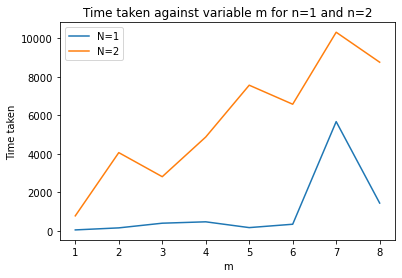 Time taken against variable m for n=1 and n=2
N=1
N=2
Time taken
10000
8000
6000
4000
2000
0
1 2 3 4 5 6 7 8
m